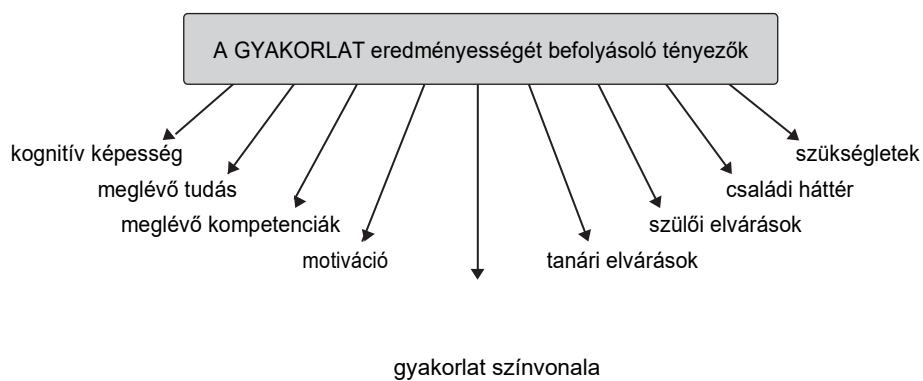 A GYAKORLAT eredményességét befolyásoló tényezők
kognitív képesség
szükségletek
meglévő tudás
családi háttér
meglévő kompetenciák
szülői elvárások
motiváció
tanári elvárások
gyakorlat színvonala